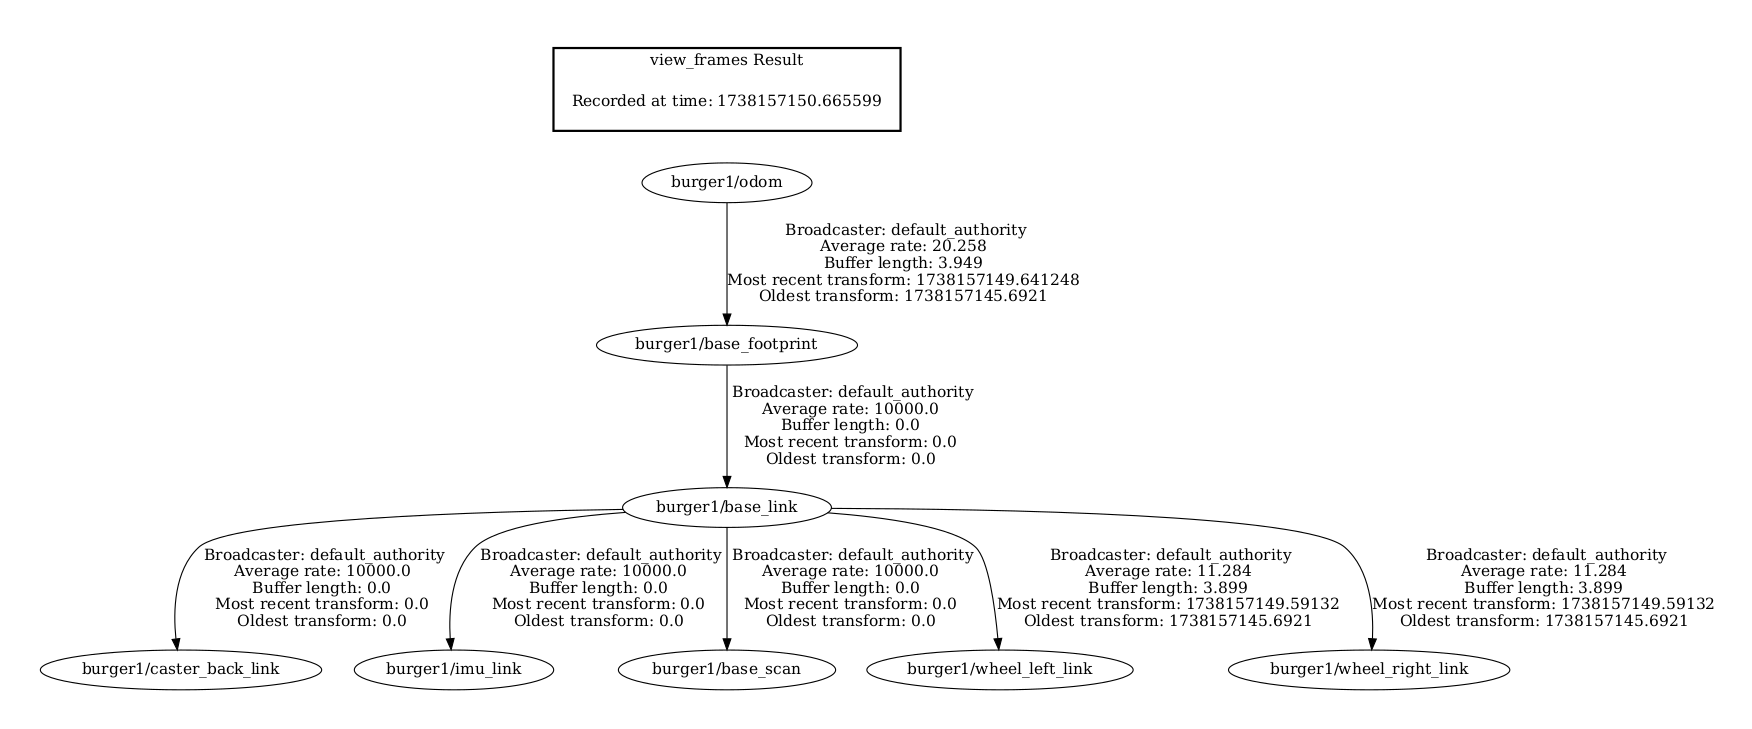 view_frames Result
Recorded at time: 1738157150.665599
burger1/odom
Broadcaster: default_authority
Average rate: 20.258
Buffer length: 3.949
Most recent transform: 1738157149.641248
Oldest transform: 1738157145.6921
burger1/base_footprint
Broadcaster: default_authority
Average rate: 10000.0
Buffer length: 0.0
Most recent transform: 0.0
Oldest transform: 0.0
burger1/base_link
Broadcaster: default_authority
Average rate: 10000.0
Buffer length: 0.0
Most recent transform: 0.0
Oldest transform: 0.0
Broadcaster: default_authority
Average rate: 10000.0
Buffer length: 0.0
Most recent transform: 0.0
Oldest transform: 0.0
Broadcaster: default_authority
Average rate: 10000.0
Buffer length: 0.0
Most recent transform: 0.0
Oldest transform: 0.0
Broadcaster: default_authority
Average rate: 11.284
Buffer length: 3.899
Most recent transform: 1738157149.59132
Oldest transform: 1738157145.6921
Broadcaster: default_authority
Average rate: 11.284
Buffer length: 3.899
Most recent transform: 1738157149.59132
Oldest transform: 1738157145.6921
burger1/caster_back_link
burger1/imu_link
burger1/base_scan
burger1/wheel_left_link
burger1/wheel_right_link